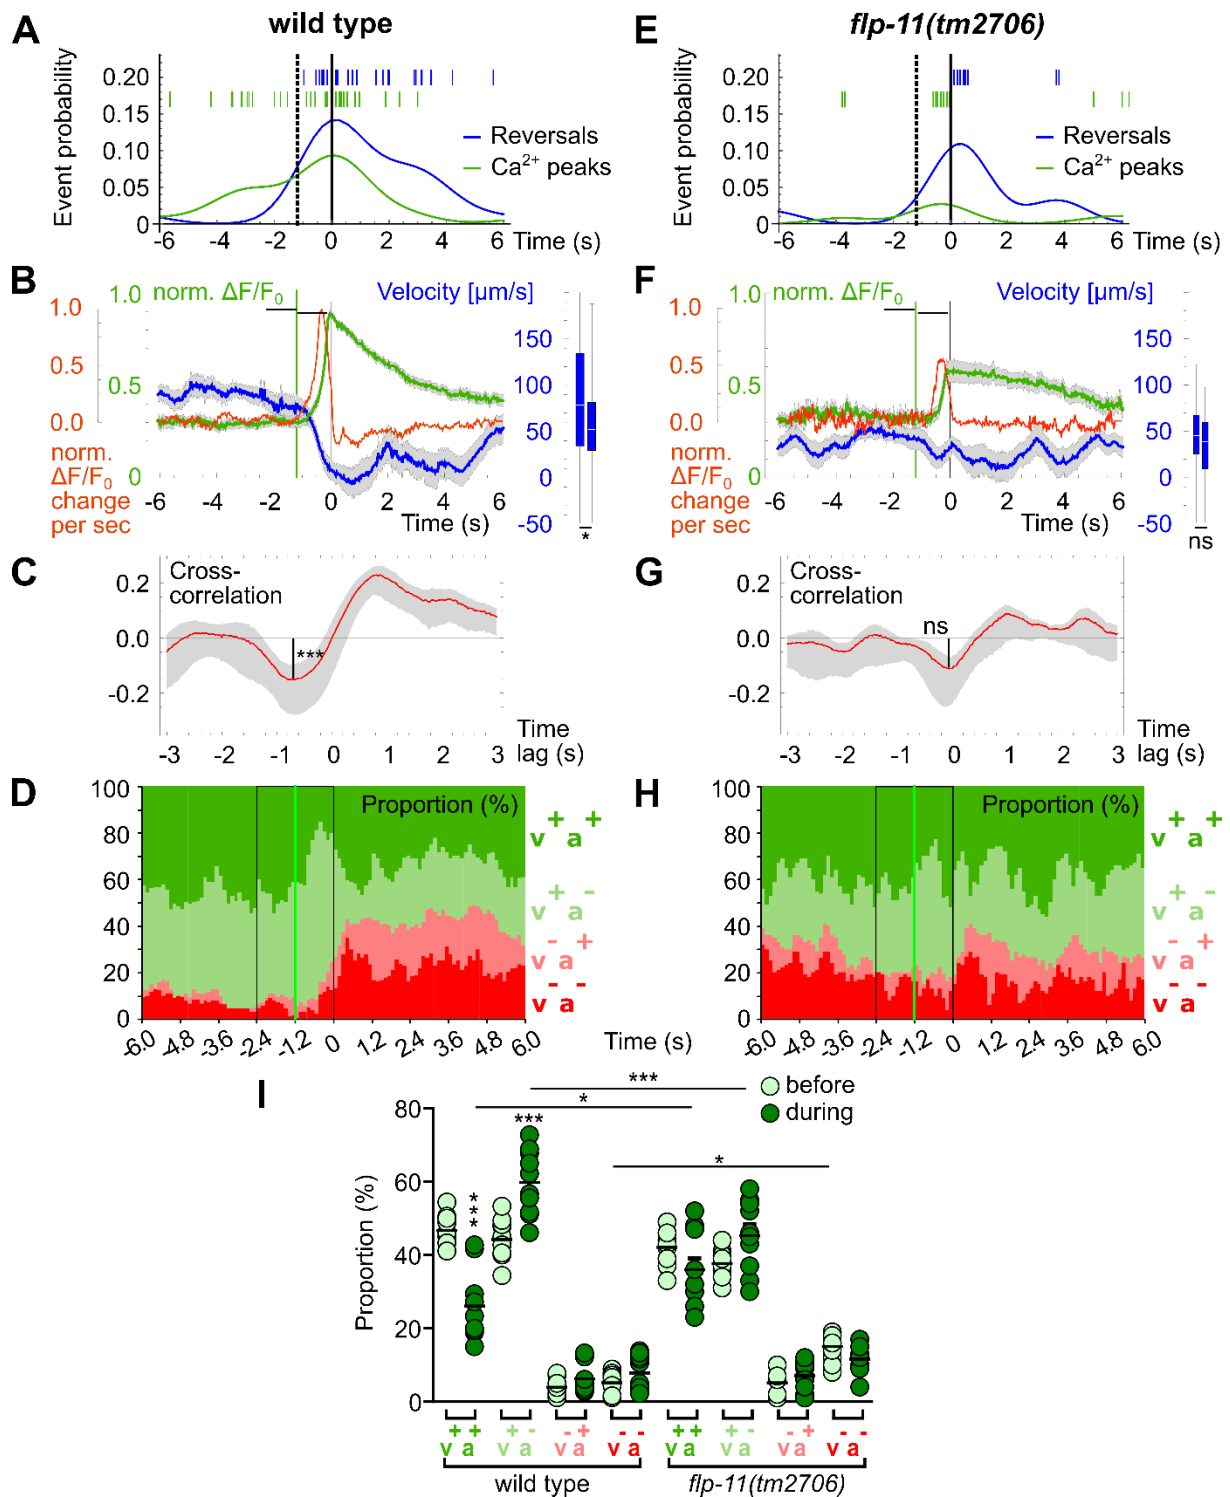 A wild type
Event probability
0.20
0.15
0.10
0.05
0
Reversals
Ca2+ peaks
-6 -4 -2 0 2 4 6 Time (s)
E flp-11(tm2706)
Event probability
0.20
0.15
0.10
0.05
0
Reversals
Ca2+ peaks
-6 -4 -2 0 2 4 6 Time (s)
B
1.0 1.0 norm. ΔF/F0 Velocity [µm/s]
150
100
0.5 0.5
50
0.0
norm. 0 0
ΔF/F0
change
per sec -50
-6 -4 -2 0 2 4 6
Time (s)
*
F
1.0 1.0 norm. ΔF/F0 Velocity [µm/s]
150
100
0.5 0.5
50
0.0
norm. 0 0
ΔF/F0
change
per sec -50
-6 -4 -2 0 2 4 6
Time (s)
ns
C
Cross-
correlation
0.2
0.0
-0.2
***
-3 -2 -1 0 1 2 3
Time
lag (s)
G
Cross-
correlation
0.2
0.0
-0.2
ns
-3 -2 -1 0 1 2 3
Time
lag (s)
D
Proportion (%)
100
80
60
40
20
0
v+ a+
v+ a-
v- a+
v- a-
-6.0 -4.8 -3.6 -2.4 -1.2 0 1.2 2.4 3.6 4.8 6.0
Time (s)
H
Proportion (%)
100
80
60
40
20
0
v+ a+
v+ a-
v- a+
v- a-
-6.0 -4.8 -3.6 -2.4 -1.2 0 1.2 2.4 3.6 4.8 6.0
I
before
during
***
*
***
***
*
Proportion (%)
80
60
40
20
0
v+ a+ v+ a- v- a+ v- a- v+ a+ v+ a- v- a+ v- a-
wild type flp-11(tm2706)